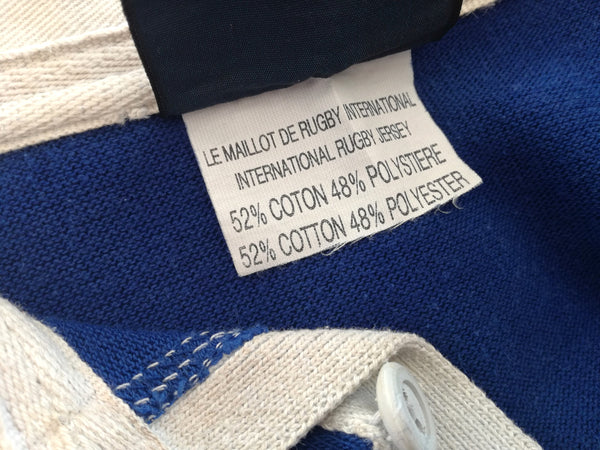 LE MAILLOT DE RUGBY INTERNATIONAL
INTERNATIONAL RUGBY JERSEY
52% COTON 48% POLYSTIERE
52% COTTON 48% POLYESTER